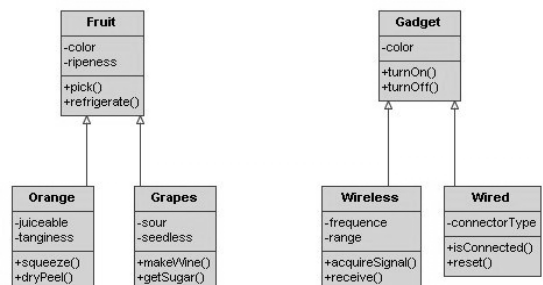 Fruit
-color
-ripeness
+pick()
+refrigerate()
Gadget
-color
+turnOn()
+turnOff()
Orange
-juiceable
-tanginess
+squeeze()
+dryPeel()
Grapes
-sour
-seedless
+makeWine()
+getSugar()
Wireless
-frequence
-range
+acquireSignal()
+receive()
Wired
-connectorType
+isConnected()
+reset()